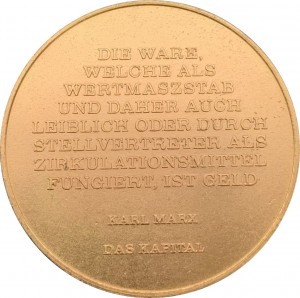 DIE WARE,
WELCHE ALS
WERTMASZSTAB
UND DAHER AUCH
LEIBLICH ODER DURCH
STELLVERTRETER ALS
ZIRKULATIONSMITTEL
FUNGIERT, IST GELD
KARL MARX
DAS KAPITAL